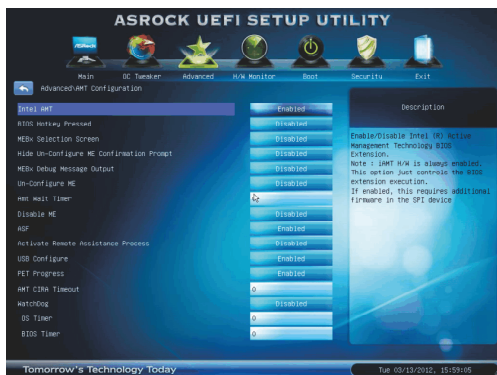 ASROCK UEFI SETUP UTILITY
ASRock
Main OC Tweaker Advanced H/W Monitor Boot Security Exit
Advanced\AMT Configuration
Description
Intel AMT Enabled
BIOS Hotkey Pressed Disabled
MEBx Selection Screen Disabled
Hide Un-Configure ME Confirmation Prompt Disabled
MEBx Debug Message Output Disabled
Un-Configure ME Disabled
Amt Wait Timer
Disable ME Disabled
ASF Enabled
Activate Remote Assistance Process Disabled
USB Configure Enabled
PET Progress Enabled
AMT CIRA Timeout 0
WatchDog Disabled
OS Timer 0
BIOS Timer 0
Enable/Disable Intel (R) Active
Management Technology BIOS
Extension.
Note : iAMT H/W is always enabled.
This option just controls the BIOS
extension execution.
If enabled, this requires additional
firmware in the SPI device
Tomorrow's Technology Today
Tue 03/13/2012, 15:59:05